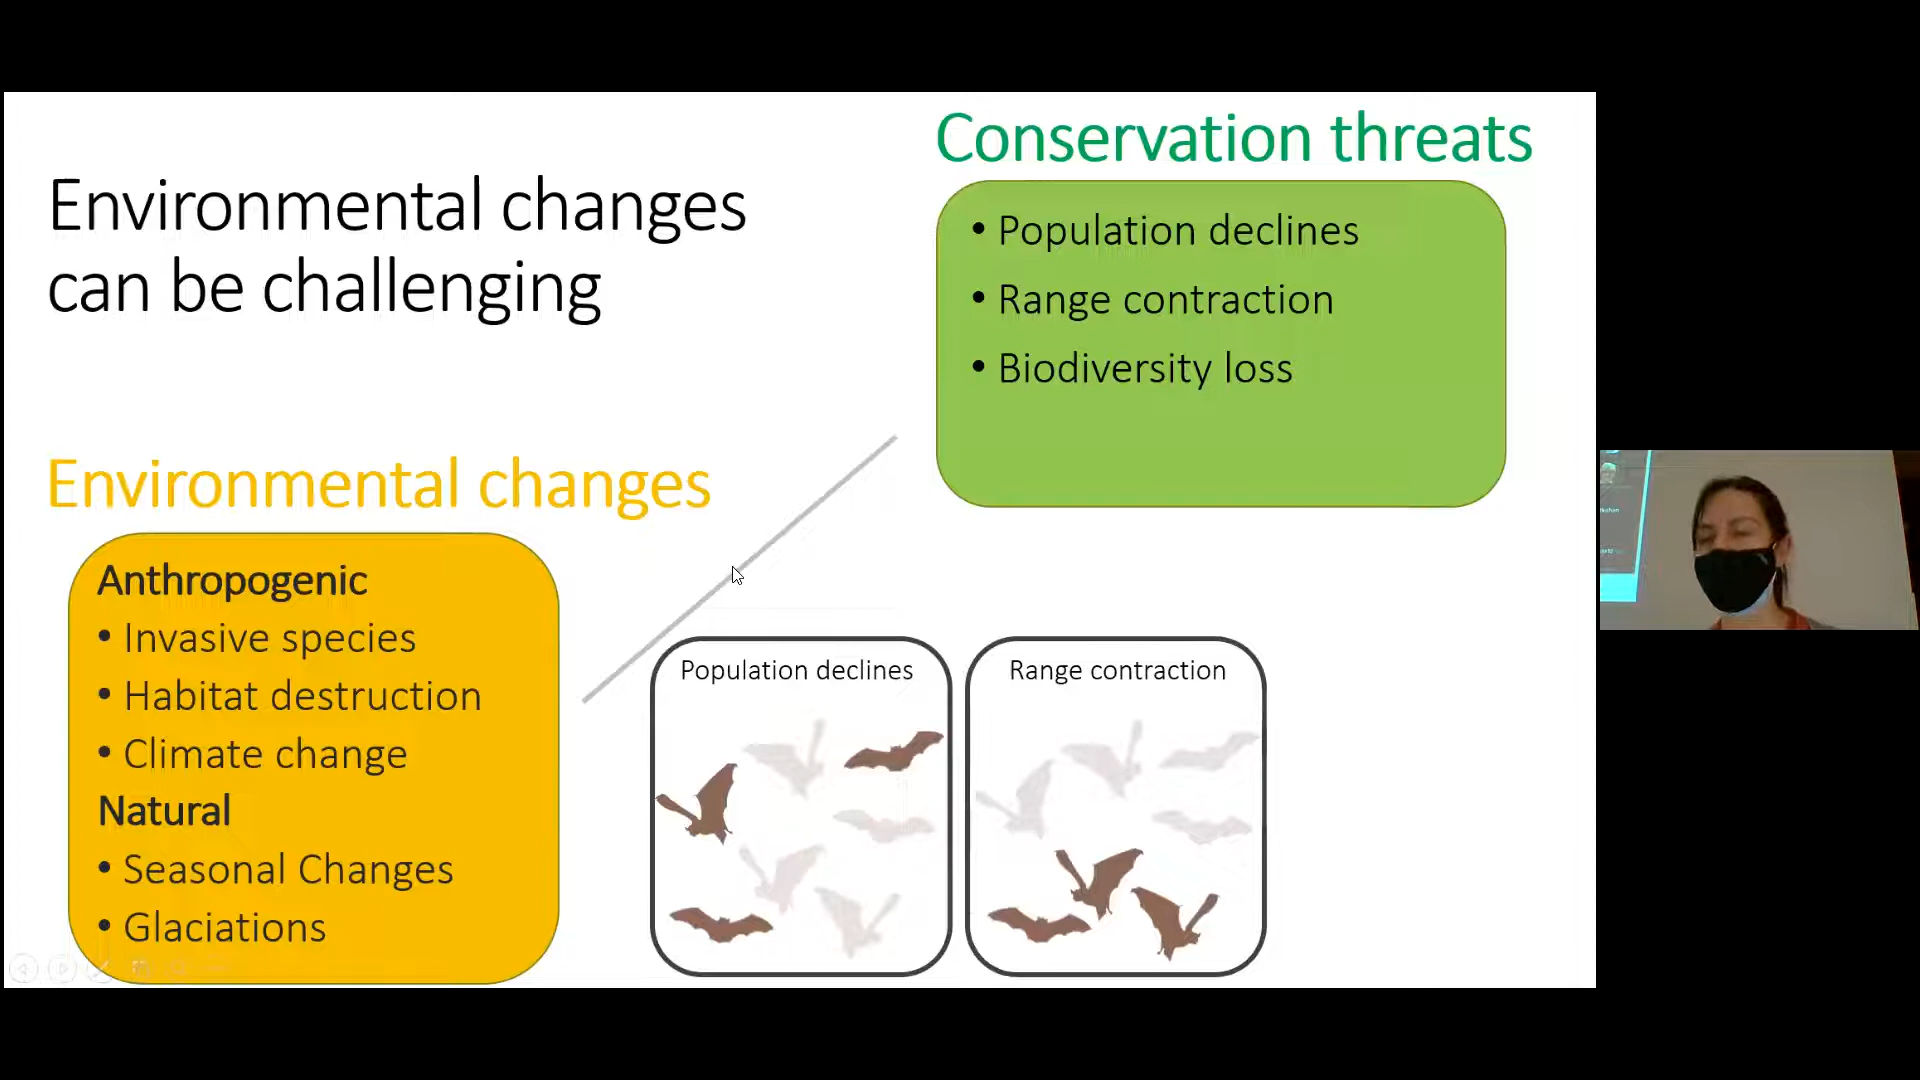 Environmental changes
can be challenging
Conservation threats
• Population declines
• Range contraction
• Biodiversity loss
Environmental changes
Anthropogenic
• Invasive species
• Habitat destruction
• Climate change
Natural
• Seasonal Changes
• Glaciations
Population declines
Range contraction